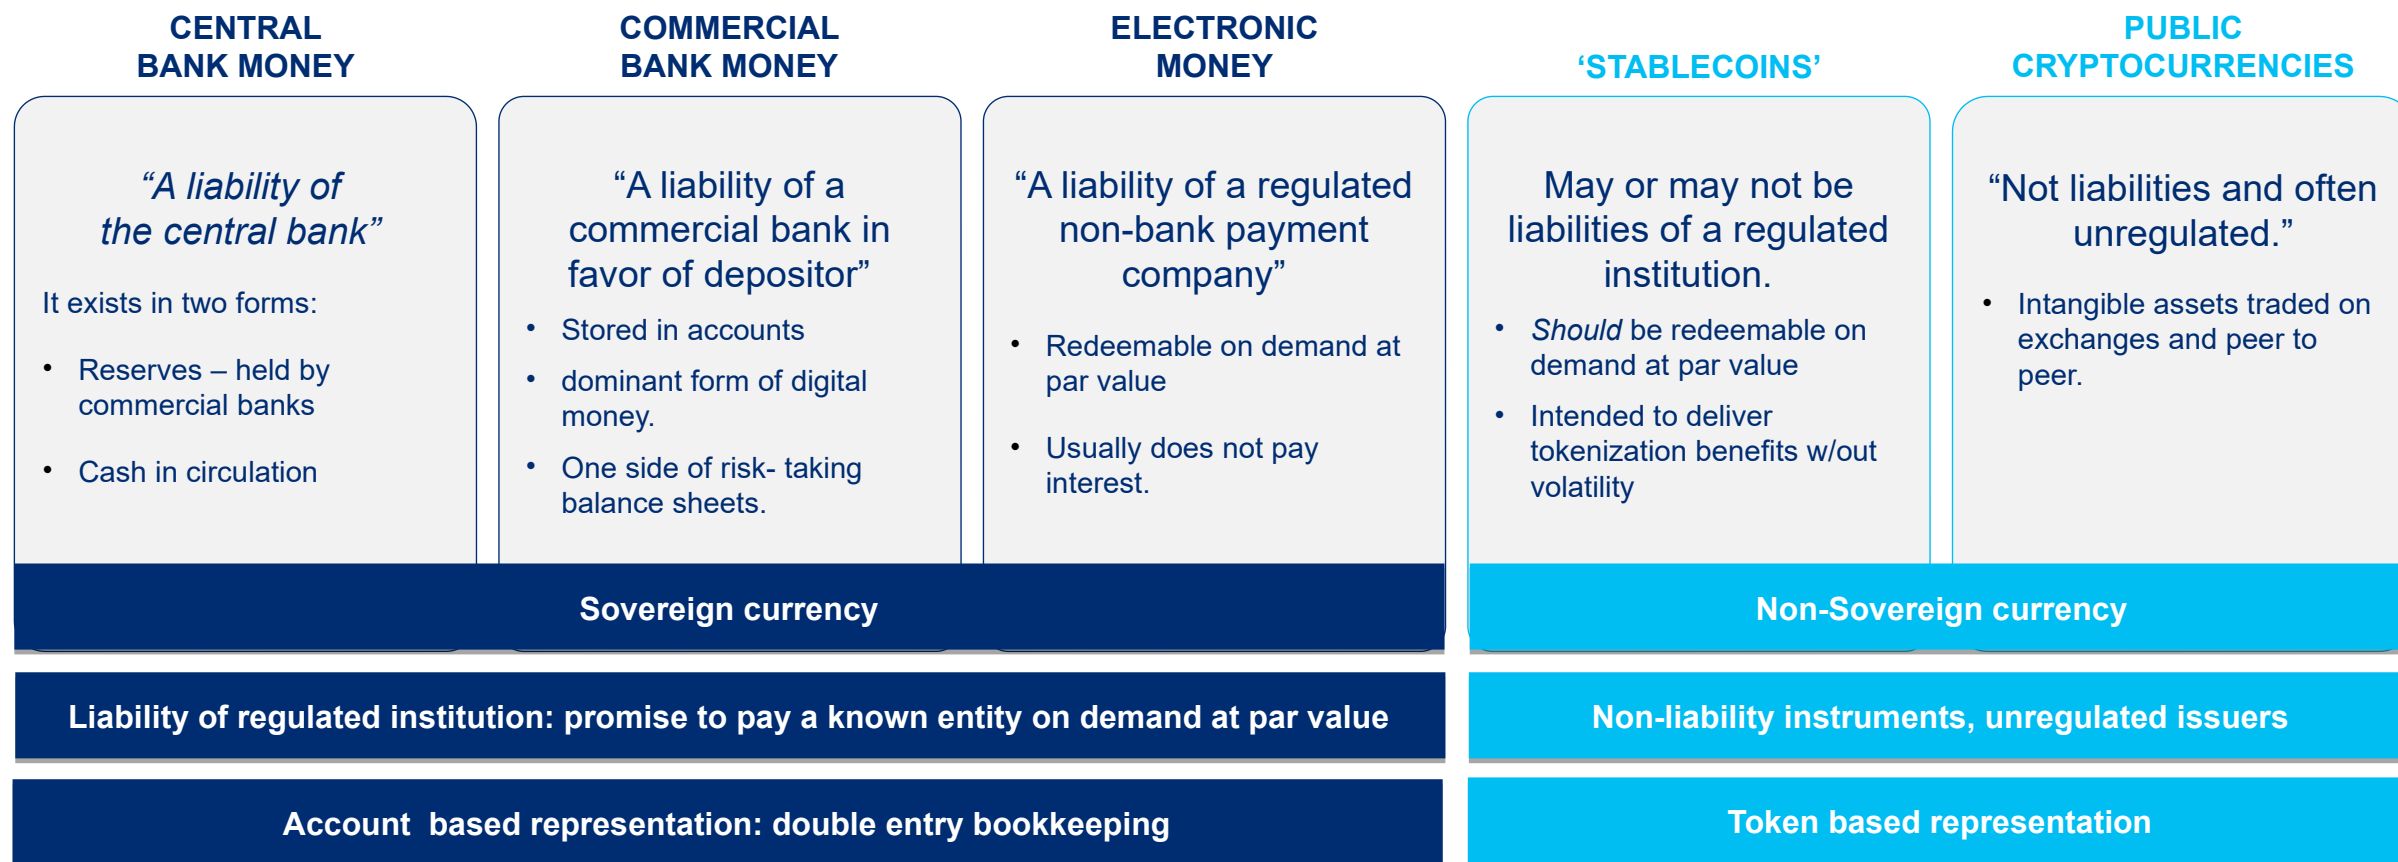 CENTRAL
BANK MONEY
“A liability of
the central bank”
It exists in two forms:
• Reserves – held by
commercial banks
• Cash in circulation
COMMERCIAL
BANK MONEY
“A liability of a
commercial bank in
favor of depositor”
• Stored in accounts
• dominant form of digital
money.
• One side of risk- taking
balance sheets.
ELECTRONIC
MONEY
“A liability of a regulated
non-bank payment
company”
• Redeemable on demand at
par value
• Usually does not pay
interest.
‘STABLECOINS’
May or may not be
liabilities of a regulated
institution.
• Should be redeemable on
demand at par value
• Intended to deliver
tokenization benefits w/out
volatility
PUBLIC
CRYPTOCURRENCIES
“Not liabilities and often
unregulated.”
• Intangible assets traded on
exchanges and peer to
peer.
Sovereign currency
Non-Sovereign currency
Liability of regulated institution: promise to pay a known entity on demand at par value
Non-liability instruments, unregulated issuers
Account  based representation: double entry bookkeeping
Token based representation